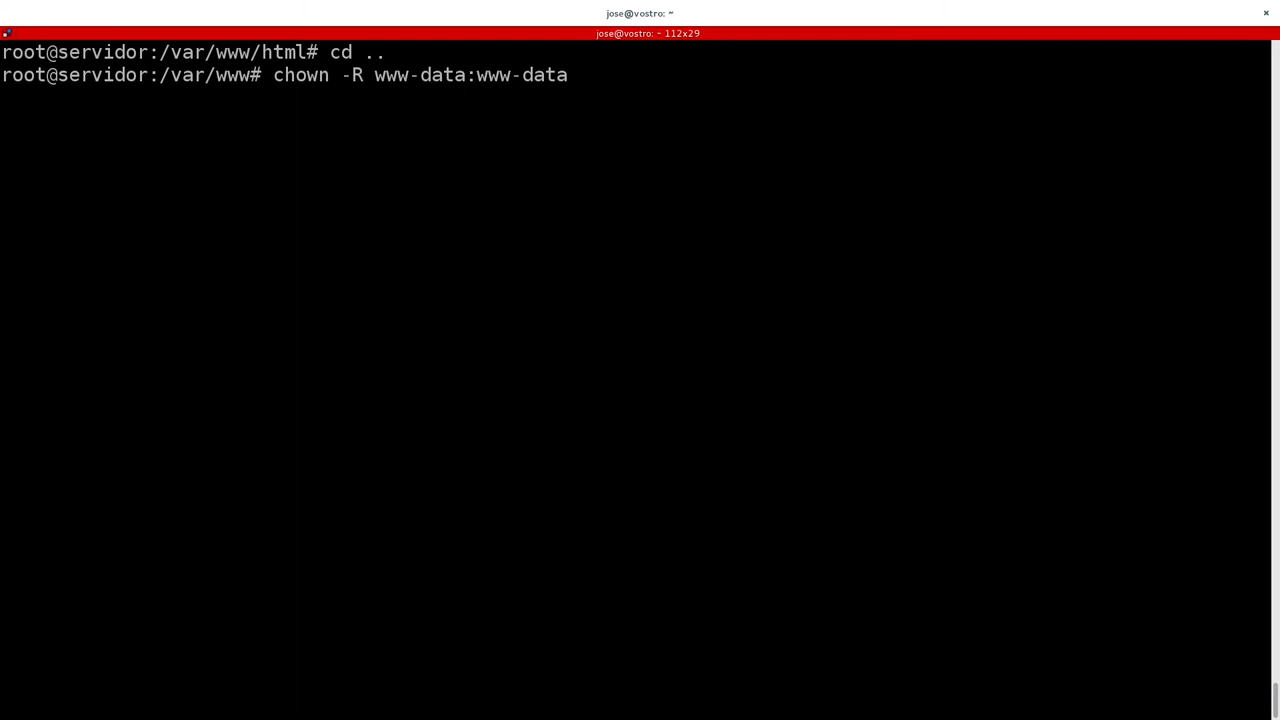 jose@vostro: ~
×
jose@vostro: ~ 112x29
root@servidor:/var/www/html# cd ..
root@servidor:/var/www# chown -R www-data:www-data